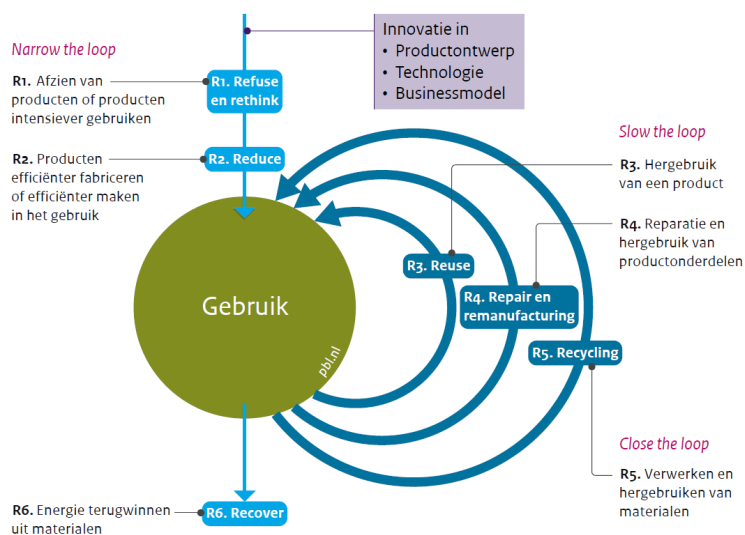 Innovatie in
• Productontwerp
• Technologie
• Businessmodel
Narrow the loop
R1. Afzien van
producten of producten
intensiever gebruiken
R1. Refuse
en rethink
R2. Producten
efficiënter fabriceren
of efficiënter maken
in het gebruik
R2. Reduce
Slow the loop
R3. Hergebruik
van een product
R4. Reparatie en
hergebruik van
productonderdelen
R3. Reuse
R4. Repair en
remanufacturing
R5. Recycling
Gebruik
pbl.nl
Close the loop
R5. Verwerken en
hergebruiken van
materialen
R6. Energie terugwinnen
uit materialen
R6. Recover